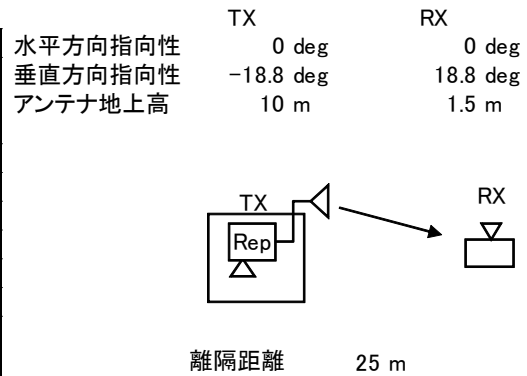 TX RX
水平方向指向性 0 deg 0 deg
垂直方向指向性 -18.8 deg 18.8 deg
アンテナ地上高 10 m 1.5 m
TX RX
Rep
離隔距離 25 m